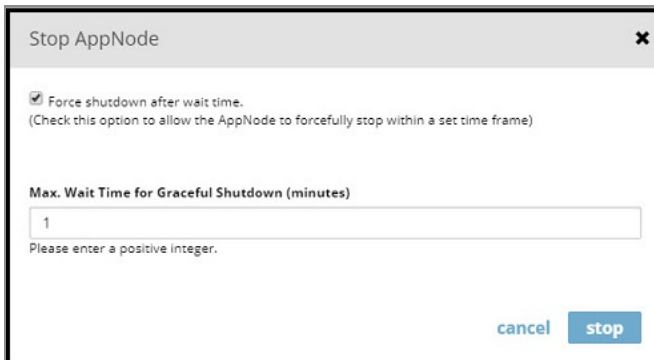 Stop AppNode
Force shutdown after wait time.
(Check this option to allow the AppNode to forcefully stop within a set time frame)
Max. Wait Time for Graceful Shutdown (minutes)
1
Please enter a positive integer.
cancel stop